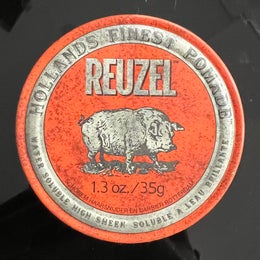 HOLLANDS FINEST POMADE
REUZEL
1.3 oz./35g
WATER SOLUBLE HIGH SHEEN SOLUBLE À L'EAU BRILLANTE